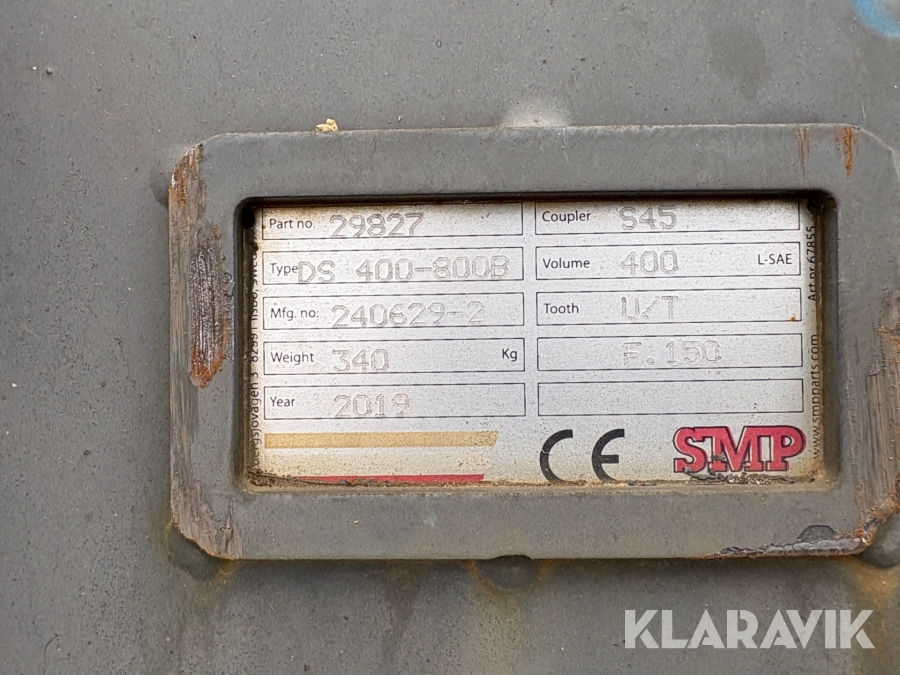 Part no. 29827
Coupler S45
Type DS 400-800B
Volume 400 L-SAE
Mfg. no: 240629-2
Tooth U/T
Weight 340 Kg
F.150
Year 2019
CE SMP
www.smpparts.com Art nr 67855
KLARAVIK